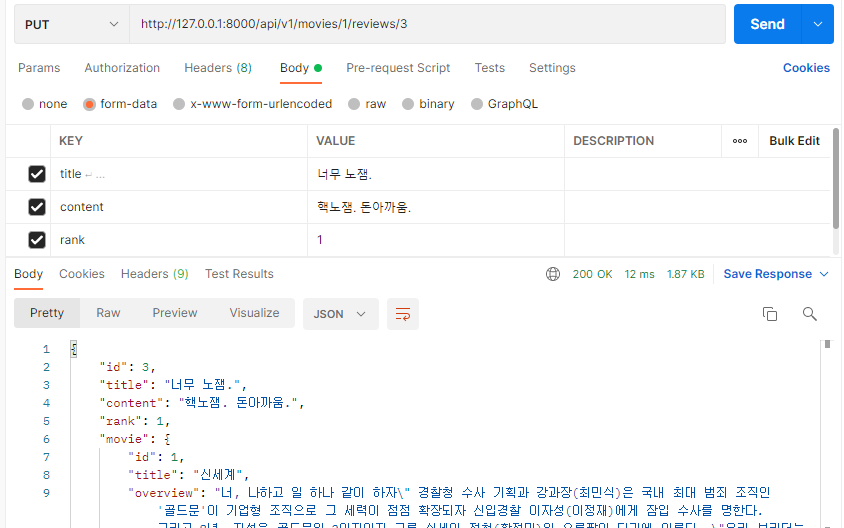 PUT http://127.0.0.1:8000/api/v1/movies/1/reviews/3 Send
Params Authorization Headers (8) Body Pre-request Script Tests Settings Cookies
none form-data x-www-form-urlencoded raw binary GraphQL
KEY VALUE DESCRIPTION ooo Bulk Edit
title ↵ ... 너무 노잼.
content 핵노잼. 돈아까움.
rank 1
Body Cookies Headers (9) Test Results 200 OK 12 ms 1.87 KB Save Response
Pretty Raw Preview Visualize JSON
1 {
2 "id": 3,
3 "title": "너무 노잼.",
4 "content": "핵노잼. 돈아까움.",
5 "rank": 1,
6 "movie": {
7 "id": 1,
8 "title": "신세계",
9 "overview": "너, 나하고 일 하나 같이 하자\" 경찰청 수사 기획과 강과장(최민식)은 국내 최대 범죄 조직인
'골드문'이 기업형 조직으로 그 세력이 점점 확장되자 신입경찰 이자성(이정재)에게 잠입 수사를 명한다.